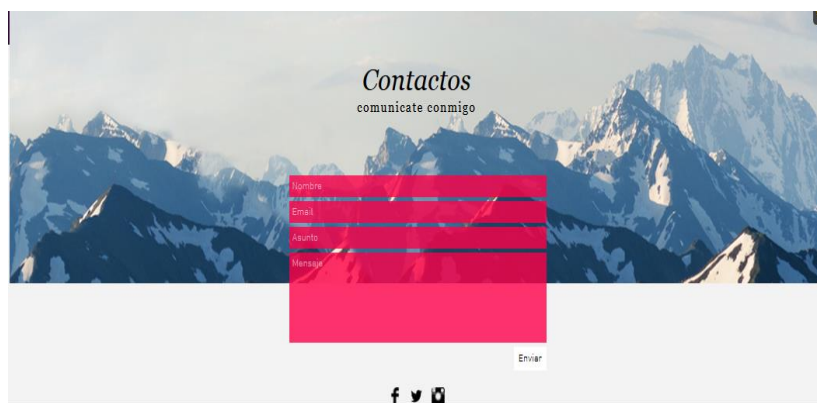 Contactos
comunicate conmigo
Nombre
Email
Asunto
Mensaje
Enviar